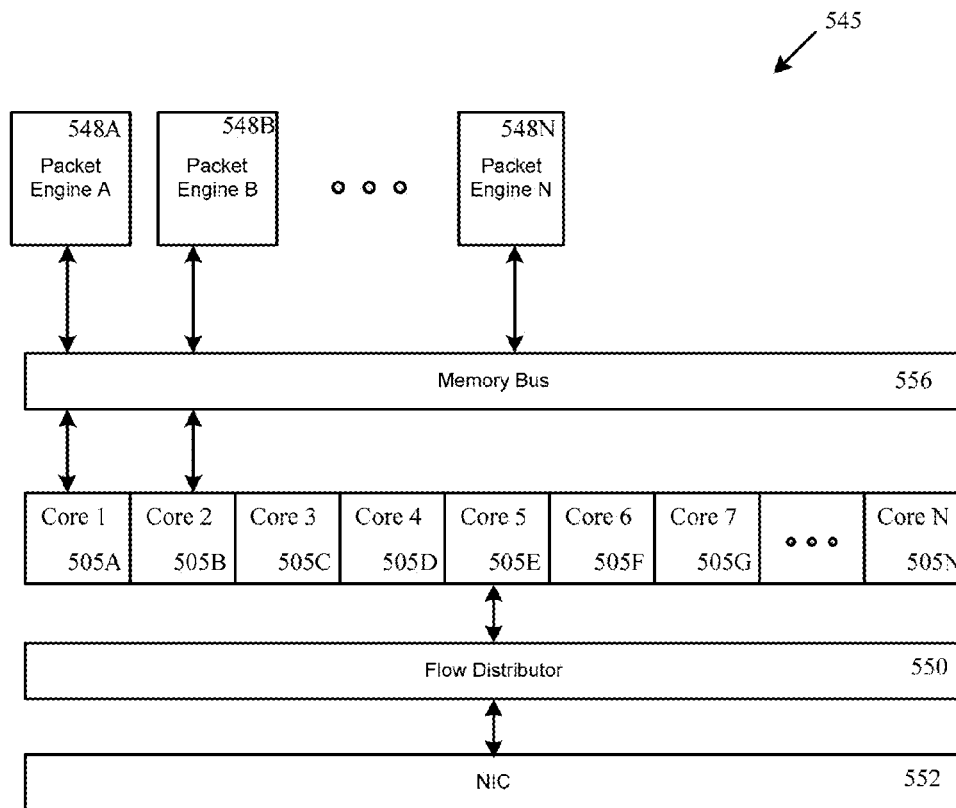 545
548A
Packet
Engine A
548B
Packet
Engine B
548N
Packet
Engine N
Memory Bus 556
Core 1 Core 2 Core 3 Core 4 Core 5 Core 6 Core 7 Core N
505A 505B 505C 505D 505E 505F 505G 505N
Flow Distributor 550
NIC 552